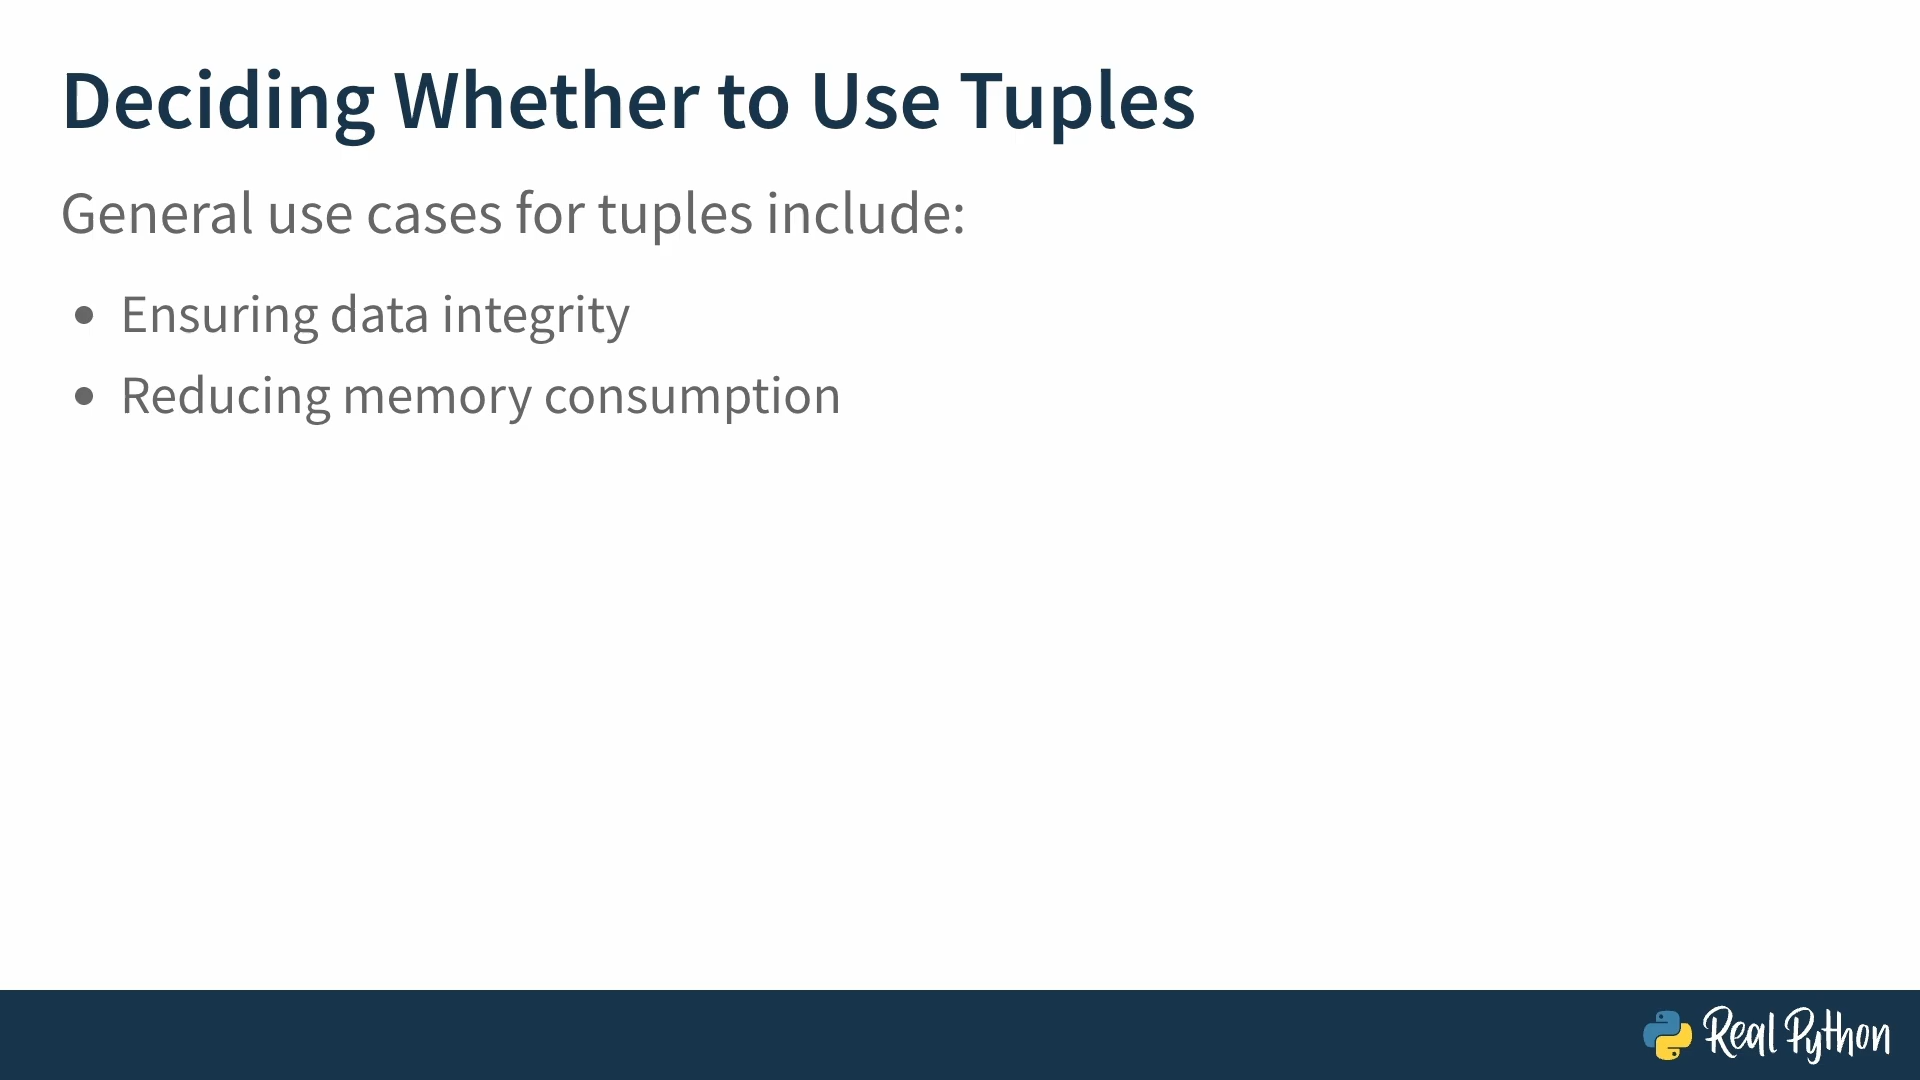 Deciding Whether to Use Tuples
General use cases for tuples include:
• Ensuring data integrity
• Reducing memory consumption
Real Python